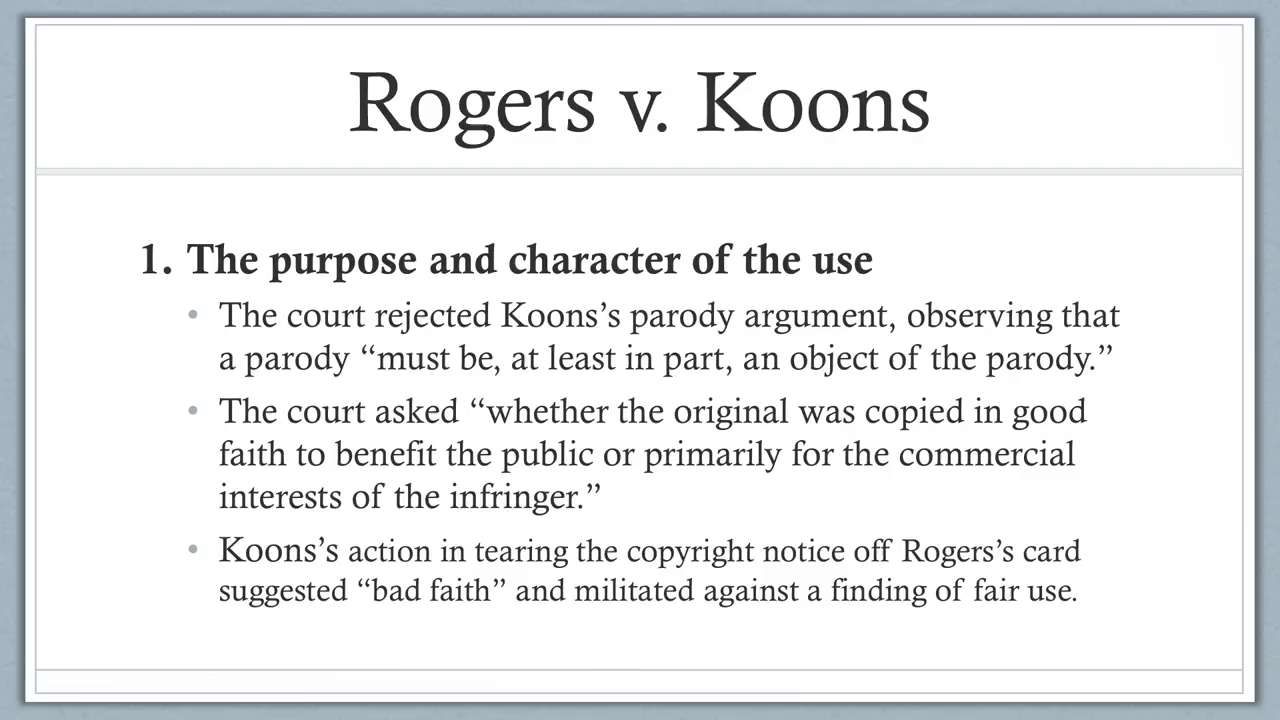 Rogers v. Koons
1. The purpose and character of the use
• The court rejected Koons’s parody argument, observing that
a parody “must be, at least in part, an object of the parody.”
• The court asked “whether the original was copied in good
faith to benefit the public or primarily for the commercial
interests of the infringer.”
• Koons’s action in tearing the copyright notice off Rogers’s card
suggested “bad faith” and militated against a finding of fair use.